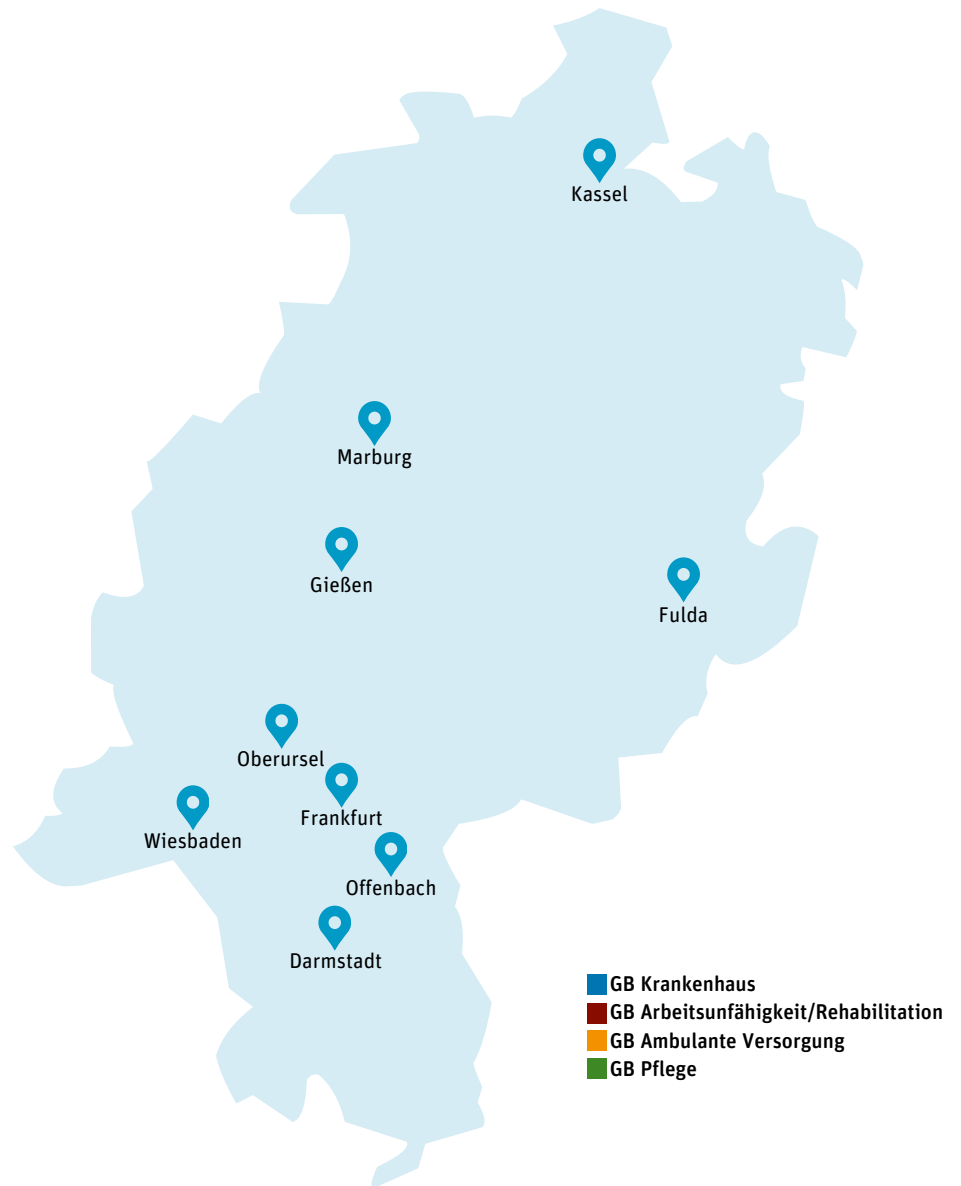 Kassel
Marburg
Gießen
Fulda
Oberursel
Frankfurt
Wiesbaden
Offenbach
Darmstadt
GB Krankenhaus
GB Arbeitsunfähigkeit/Rehabilitation
GB Ambulante Versorgung
GB Pflege